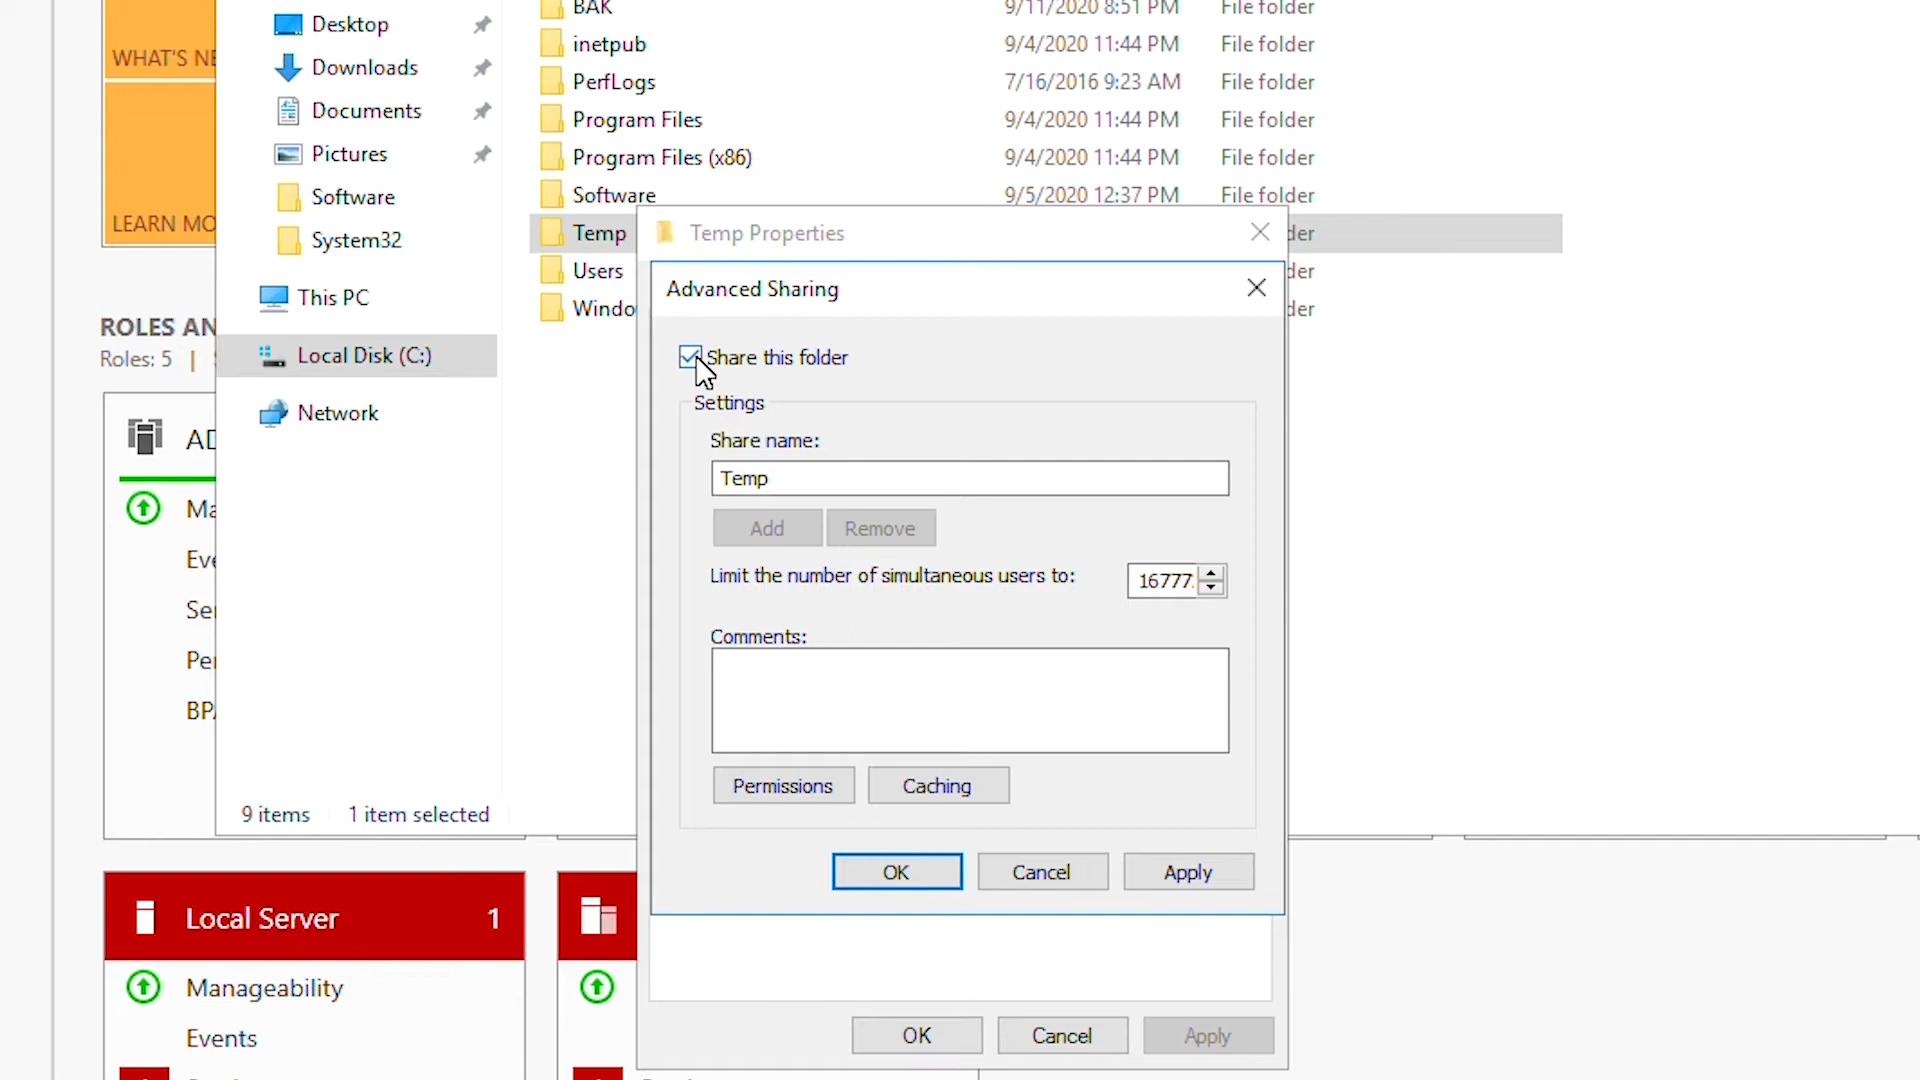 WHAT'S NE
LEARN MO
ROLES AN
Roles: 5 |
AD
Ma
Eve
Ser
Per
BPA
Desktop
Downloads
Documents
Pictures
Software
System32
This PC
Local Disk (C:)
Network
9 items 1 item selected
BAK 9/11/2020 8:51 PM File folder
inetpub 9/4/2020 11:44 PM File folder
PerfLogs 7/16/2016 9:23 AM File folder
Program Files 9/4/2020 11:44 PM File folder
Program Files (x86) 9/4/2020 11:44 PM File folder
Software 9/5/2020 12:37 PM File folder
Temp der
Users der
Windo der
Temp Properties
Advanced Sharing
Share this folder
Settings
Share name:
Temp
Add Remove
Limit the number of simultaneous users to: 16777
Comments:
Permissions Caching
OK Cancel Apply
OK Cancel Apply
Local Server 1
Manageability
Events